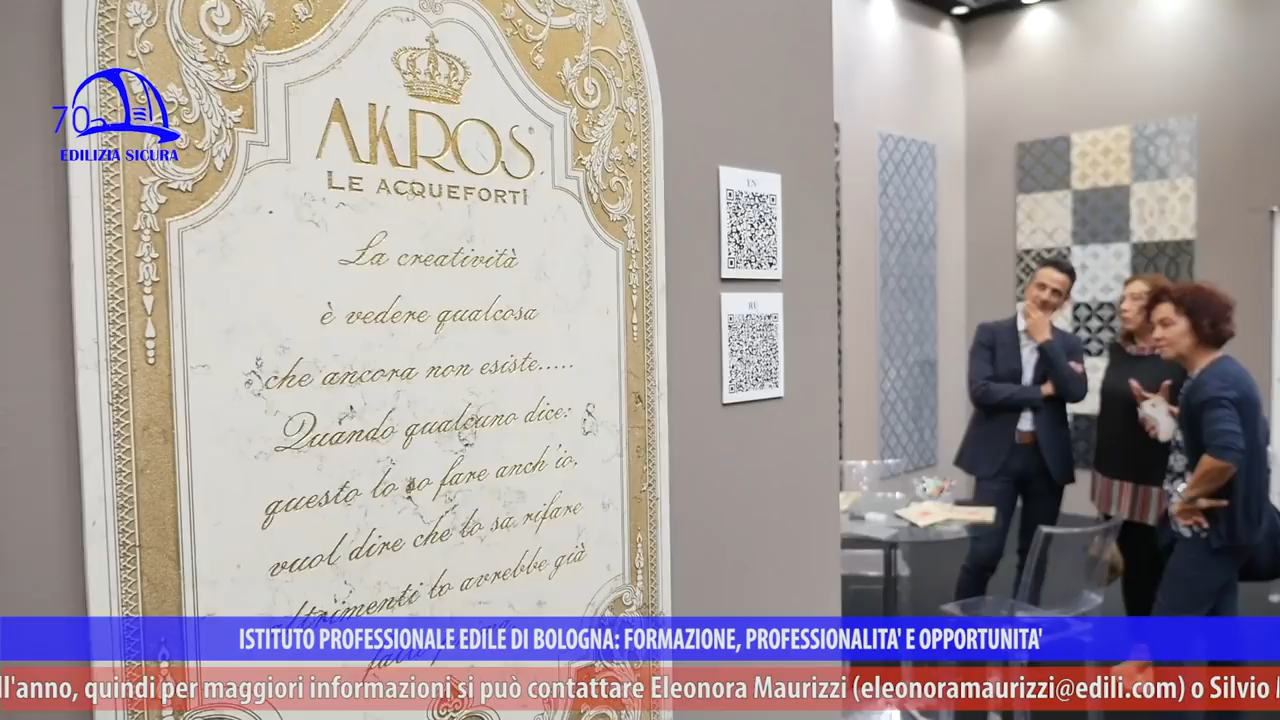 AKROS
LE ACQUEFORTI
La creatività
è vedere qualcosa
che ancora non esiste.....
Quando qualcuno dice:
questo lo so fare anch'io,
vuol dire che lo sa rifare
altrimenti lo avrebbe già
EN
RU
70
EDILIZIA SICURA
ISTITUTO PROFESSIONALE EDILE DI BOLOGNA: FORMAZIONE, PROFESSIONALITA' E OPPORTUNITA'
ll'anno, quindi per maggiori informazioni si può contattare Eleonora Maurizzi (eleonoramaurizzi@edili.com) o Silvio